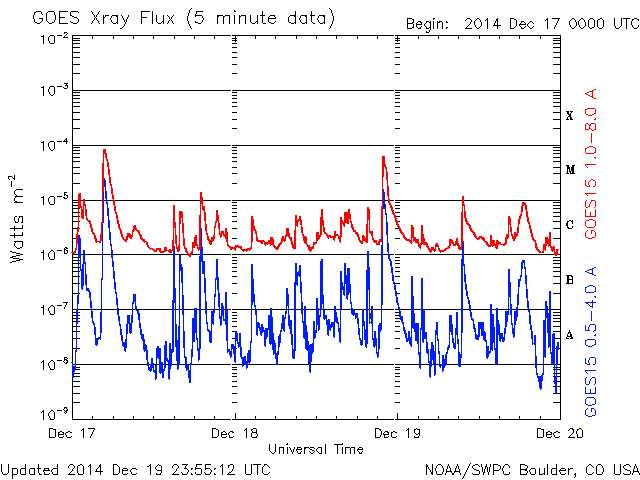 GOES Xray Flux (5 minute data)
Begin: 2014 Dec 17 0000 UTC
10-2
10-3
10-4
10-5
10-6
10-7
10-8
10-9
Watts m-2
X
M
C
B
A
GOES15 1.0-8.0 A
GOES15 0.5-4.0 A
Dec 17
Dec 18
Dec 19
Dec 20
Universal Time
Updated 2014 Dec 19 23:55:12 UTC
NOAA/SWPC Boulder, CO USA